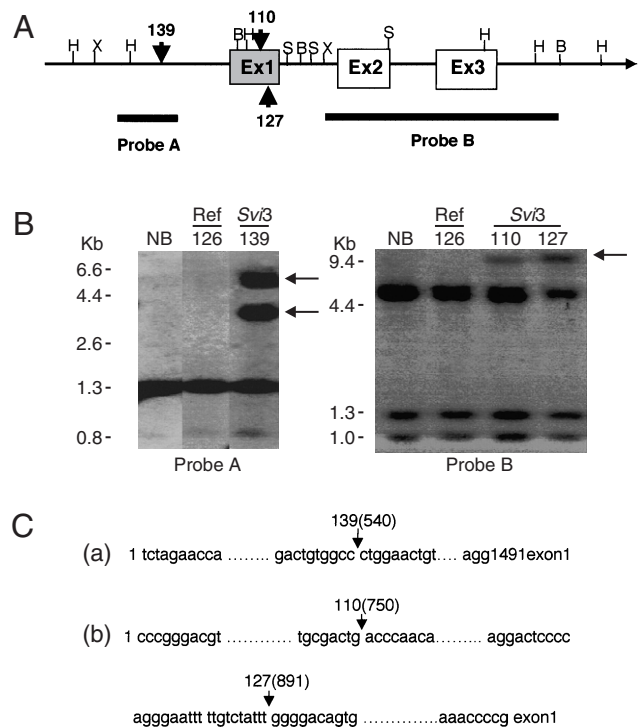 A
H X H 139 B H 110 S B S X S H H B H
Ex1 Ex2 Ex3
127
Probe A Probe B
B
Ref Svi3
Kb NB 126 139
6.6
4.4
2.6
1.3
0.8
Probe A
Ref Svi3
Kb NB 126 110 127
9.4
4.4
1.3
1.0
Probe B
C
139(540)
(a) 1 tctagaacca ........ gactgtggcc ctggaactgt .... agg1491exon1
110(750)
(b) 1 cccgggacgt ............ tgcgactg acccaaca ........ aggactcccc
127(891)
agggaattt ttgtctattt ggggacagtg .............. aaaccccg exon1